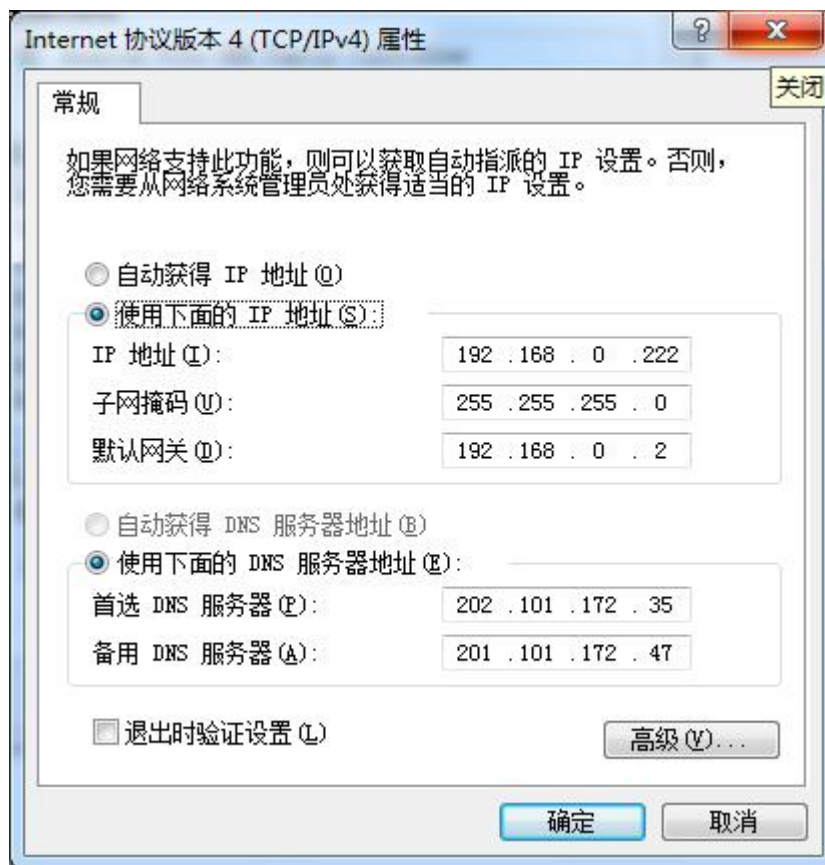 Internet 协议版本 4 (TCP/IPv4) 属性
关闭
常规
如果网络支持此功能，则可以获取自动指派的 IP 设置。否则，
您需要从网络系统管理员处获得适当的 IP 设置。
自动获得 IP 地址(O)
使用下面的 IP 地址(S):
IP 地址(I): 192 .168 . 0 .222
子网掩码(U): 255 .255 .255 . 0
默认网关(D): 192 .168 . 0 . 2
自动获得 DNS 服务器地址(B)
使用下面的 DNS 服务器地址(E):
首选 DNS 服务器(P): 202 .101 .172 . 35
备用 DNS 服务器(A): 201 .101 .172 . 47
退出时验证设置(L)
高级(V)...
确定 取消